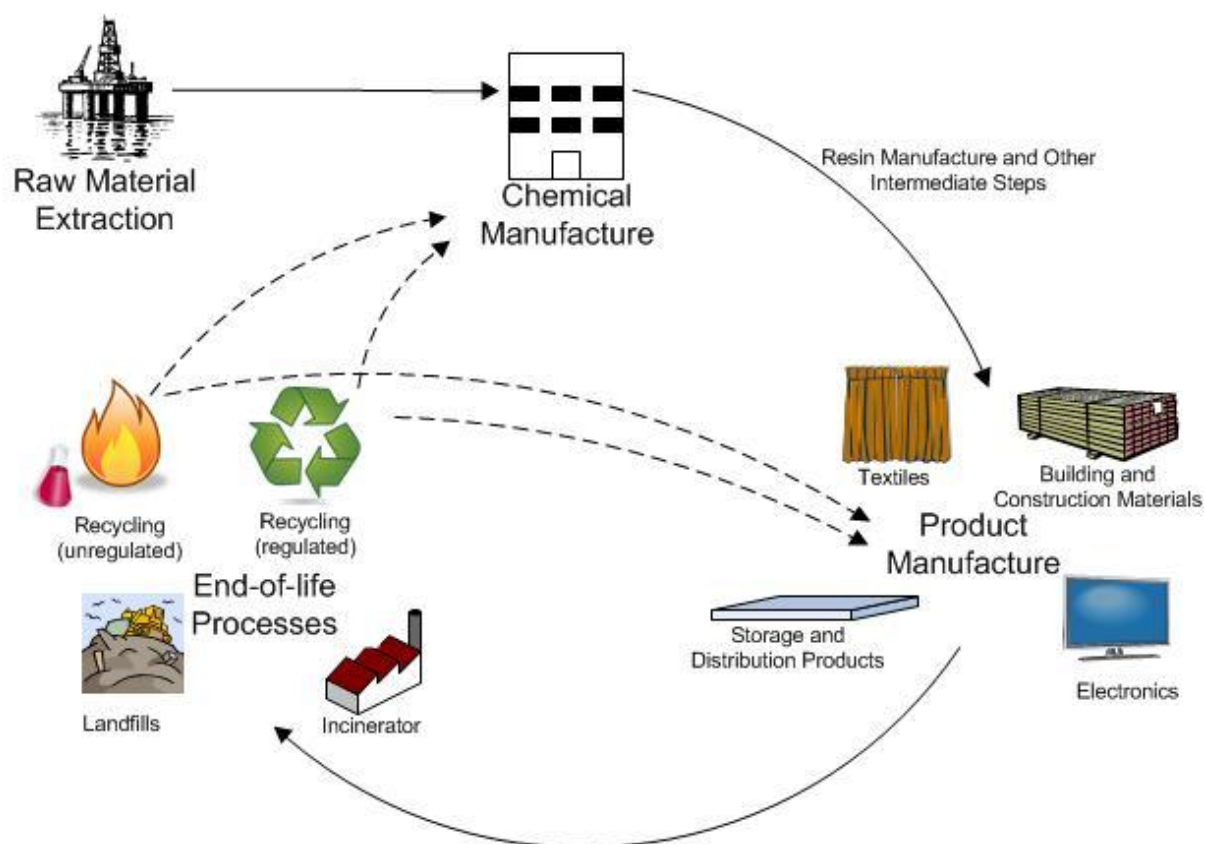 Raw Material
Extraction
Chemical
Manufacture
Resin Manufacture and Other
Intermediate Steps
Textiles
Building and
Construction Materials
Product
Manufacture
Storage and
Distribution Products
Electronics
Recycling
(unregulated)
Recycling
(regulated)
End-of-life
Processes
Landfills
Incinerator